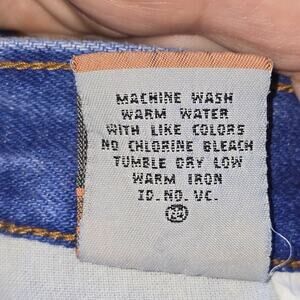 MACHINE WASH
WARM WATER
WITH LIKE COLORS
NO CHLORINE BLEACH
TUMBLE DRY LOW
WARM IRON
ID.NO.VC.